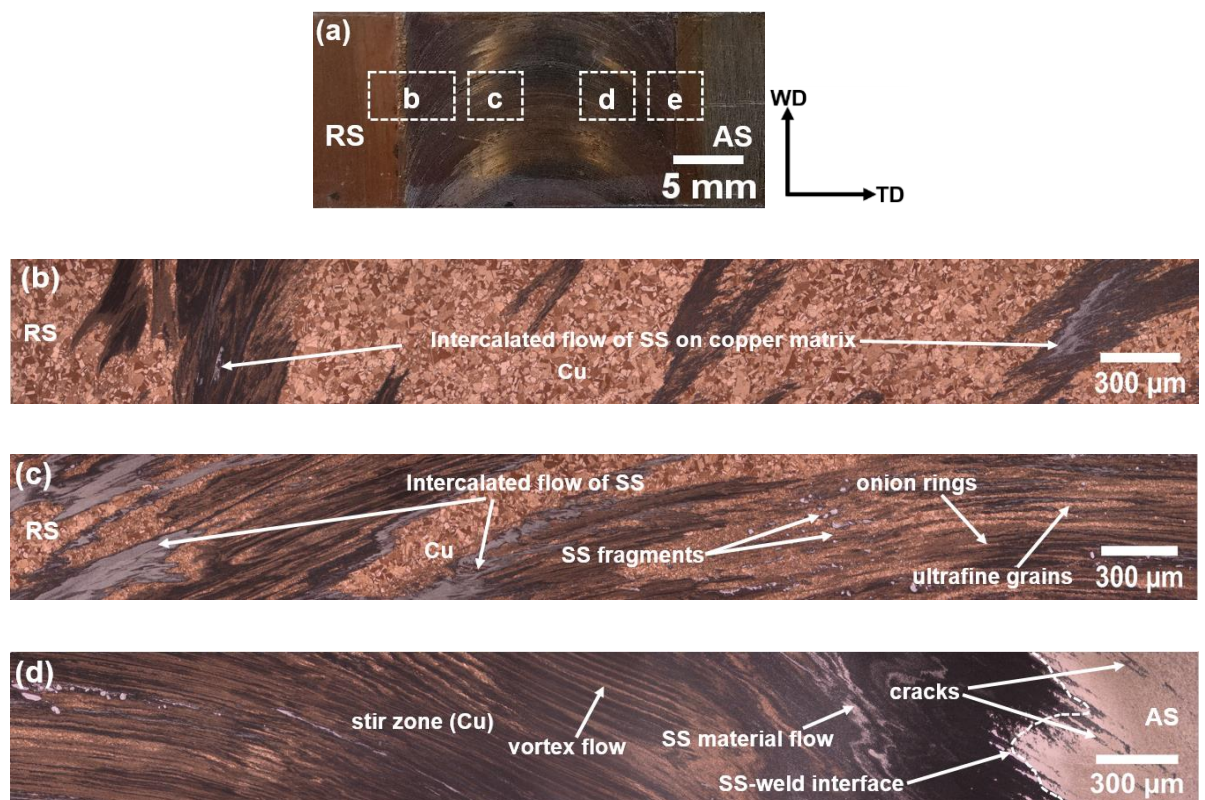 (a)
b
c
d
e
RS
AS
5 mm
WD
TD
(b)
RS
Intercalated flow of SS on copper matrix
Cu
300 µm
(c)
Intercalated flow of SS
onion rings
RS
Cu
SS fragments
ultrafine grains
300 µm
(d)
cracks
stir zone (Cu)
vortex flow
SS material flow
AS
SS-weld interface
300 µm